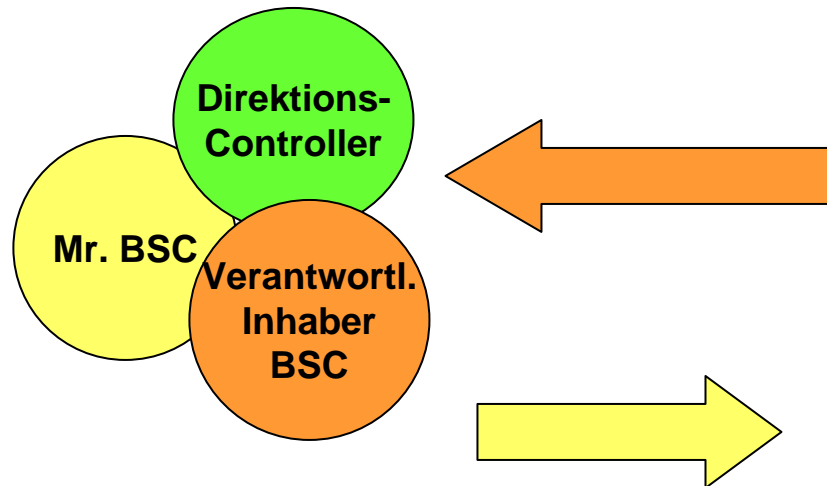 Direktions-
Controller
Mr. BSC
Verantwortl.
Inhaber
BSC